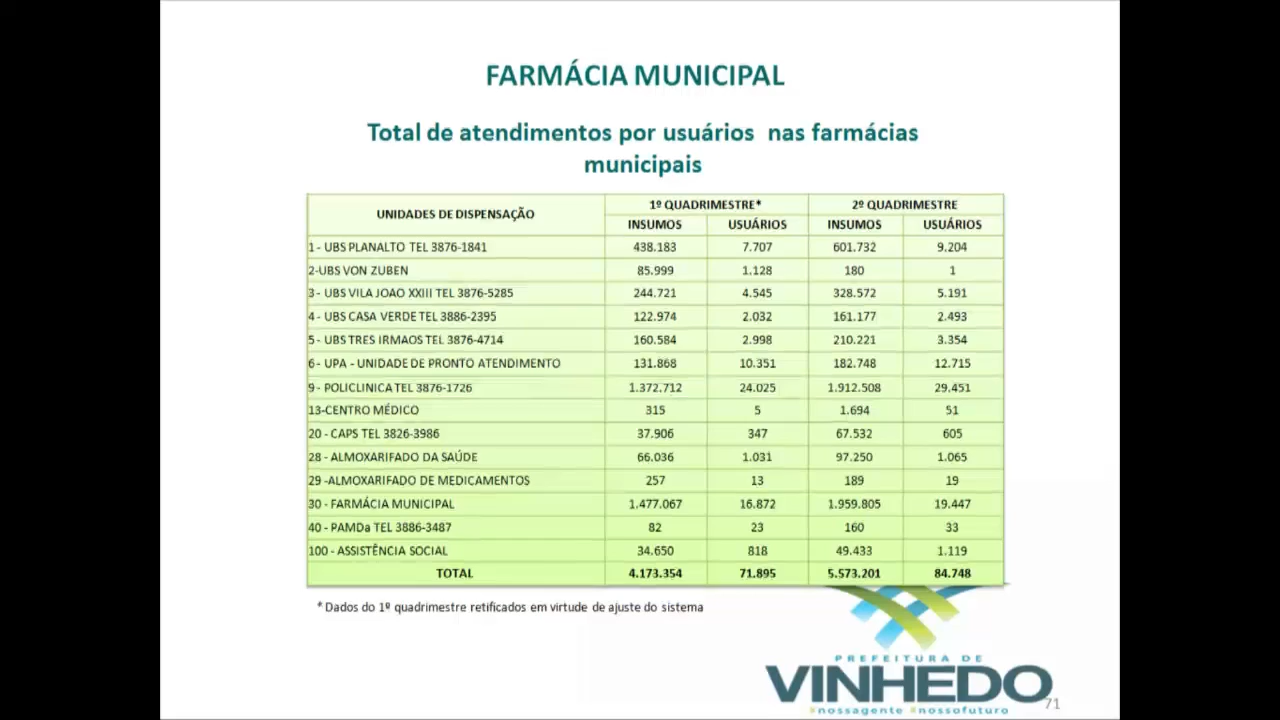 FARMÁCIA MUNICIPAL
Total de atendimentos por usuários nas farmácias
municipais
UNIDADES DE DISPENSAÇÃO 1º QUADRIMESTRE* 2º QUADRIMESTRE
INSUMOS USUÁRIOS INSUMOS USUÁRIOS
1 - UBS PLANALTO TEL 3876-1841 438.183 7.707 601.732 9.204
2-UBS VON ZUBEN 85.999 1.128 180 1
3 - UBS VILA JOAO XXIII TEL 3876-5285 244.721 4.545 328.572 5.191
4 - UBS CASA VERDE TEL 3886-2395 122.974 2.032 161.177 2.493
5 - UBS TRES IRMAOS TEL 3876-4714 160.584 2.998 210.221 3.354
6 - UPA - UNIDADE DE PRONTO ATENDIMENTO 131.868 10.351 182.748 12.715
9 - POLICLINICA TEL 3876-1726 1.372.712 24.025 1.912.508 29.451
13-CENTRO MÉDICO 315 5 1.694 51
20 - CAPS TEL 3826-3986 37.906 347 67.532 605
28 - ALMOXARIFADO DA SAÚDE 66.036 1.031 97.250 1.065
29 -ALMOXARIFADO DE MEDICAMENTOS 257 13 189 19
30 - FARMÁCIA MUNICIPAL 1.477.067 16.872 1.959.805 19.447
40 - PAMDa TEL 3886-3487 82 23 160 33
100 - ASSISTÊNCIA SOCIAL 34.650 818 49.433 1.119
TOTAL 4.173.354 71.895 5.573.201 84.748
* Dados do 1º quadrimestre retificados em virtude de ajuste do sistema
PREFEITURA DE
VINHEDO
#nossagente #nossofuturo
71